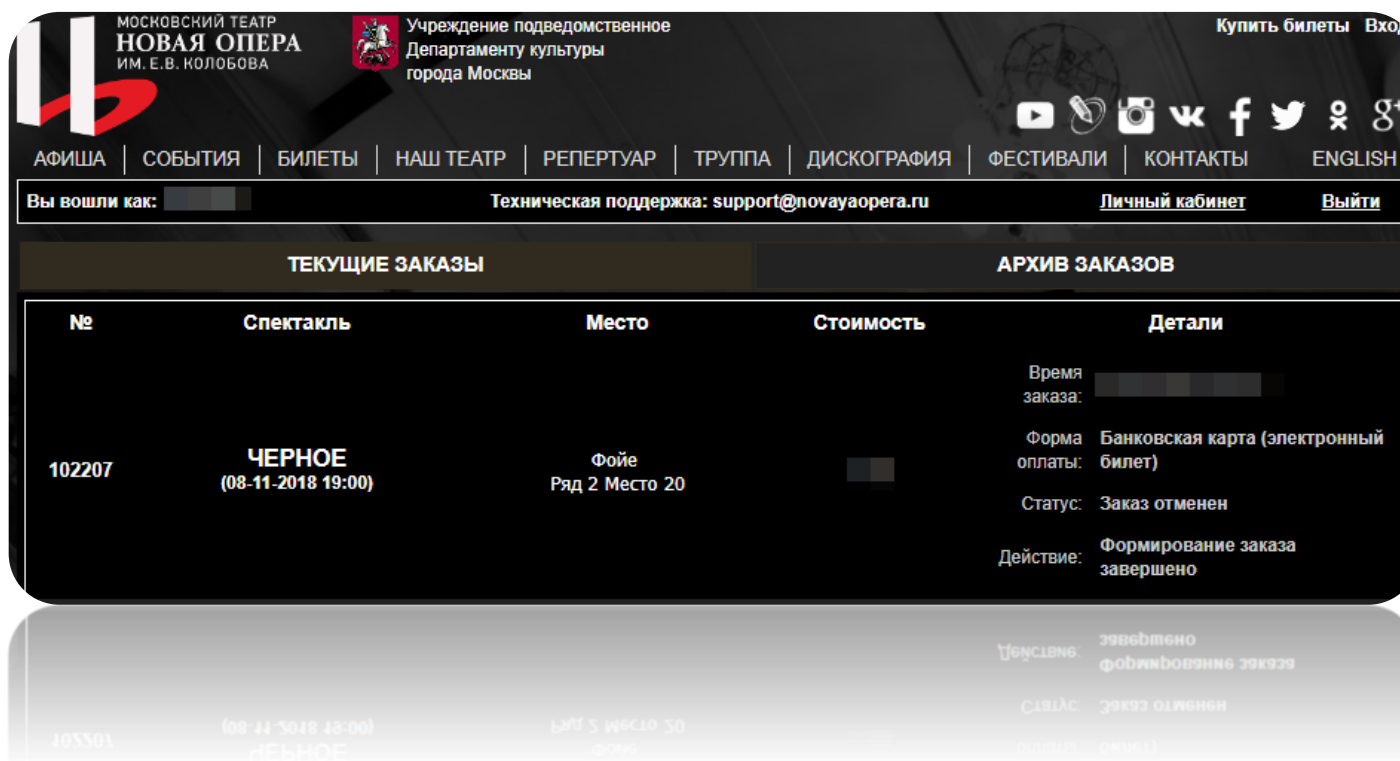 МОСКОВСКИЙ ТЕАТР
НОВАЯ ОПЕРА
ИМ. Е.В. КОЛОБОВА
Учреждение подведомственное
Департаменту культуры
города Москвы
Купить билеты Вход
АФИША СОБЫТИЯ БИЛЕТЫ НАШ ТЕАТР РЕПЕРТУАР ТРУППА ДИСКОГРАФИЯ ФЕСТИВАЛИ КОНТАКТЫ ENGLISH
Вы вошли как: Техническая поддержка: support@novayaopera.ru Личный кабинет Выйти
ТЕКУЩИЕ ЗАКАЗЫ АРХИВ ЗАКАЗОВ
№ Спектакль Место Стоимость Детали
102207
ЧЕРНОЕ
(08-11-2018 19:00)
Фойе
Ряд 2 Место 20
Время
заказа:
Форма
оплаты:
Банковская карта (электронный
билет)
Статус: Заказ отменен
Действие:
Формирование заказа
завершено